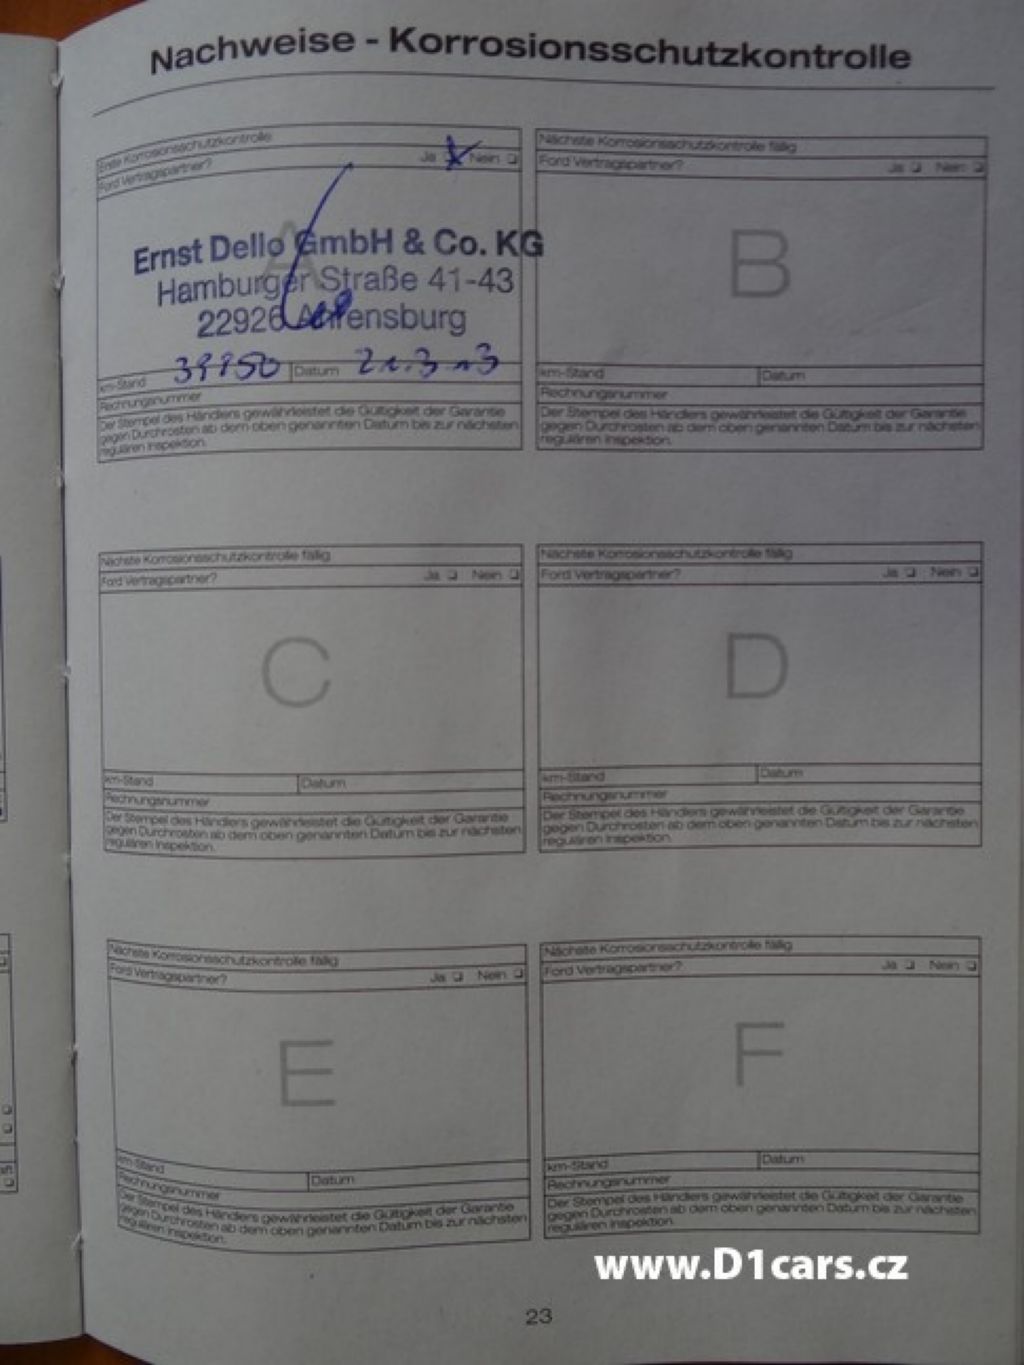 Nachweise - Korrosionsschutzkontrolle
Erste Korrosionsschutzkontrolle
Ford Vertragspartner? Ja Nein
A
Ernst Dello GmbH & Co. KG
Hamburger Straße 41-43
22926 Ahrensburg
km-Stand Datum
Rechnungsnummer
Der Stempel des Händlers gewährleistet die Gültigkeit der Garantie
gegen Durchrosten ab dem oben genannten Datum bis zur nächsten
regulären Inspektion.
Nächste Korrosionsschutzkontrolle fällig
Ford Vertragspartner? Ja Nein
B
km-Stand Datum
Rechnungsnummer
Der Stempel des Händlers gewährleistet die Gültigkeit der Garantie
gegen Durchrosten ab dem oben genannten Datum bis zur nächsten
regulären Inspektion.
Nächste Korrosionsschutzkontrolle fällig
Ford Vertragspartner? Ja Nein
C
km-Stand Datum
Rechnungsnummer
Der Stempel des Händlers gewährleistet die Gültigkeit der Garantie
gegen Durchrosten ab dem oben genannten Datum bis zur nächsten
regulären Inspektion.
Nächste Korrosionsschutzkontrolle fällig
Ford Vertragspartner? Ja Nein
D
km-Stand Datum
Rechnungsnummer
Der Stempel des Händlers gewährleistet die Gültigkeit der Garantie
gegen Durchrosten ab dem oben genannten Datum bis zur nächsten
regulären Inspektion.
Nächste Korrosionsschutzkontrolle fällig
Ford Vertragspartner? Ja Nein
E
km-Stand Datum
Rechnungsnummer
Der Stempel des Händlers gewährleistet die Gültigkeit der Garantie
gegen Durchrosten ab dem oben genannten Datum bis zur nächsten
regulären Inspektion.
Nächste Korrosionsschutzkontrolle fällig
Ford Vertragspartner? Ja Nein
F
km-Stand Datum
Rechnungsnummer
Der Stempel des Händlers gewährleistet die Gültigkeit der Garantie
gegen Durchrosten ab dem oben genannten Datum bis zur nächsten
regulären Inspektion.
www.D1cars.cz
23